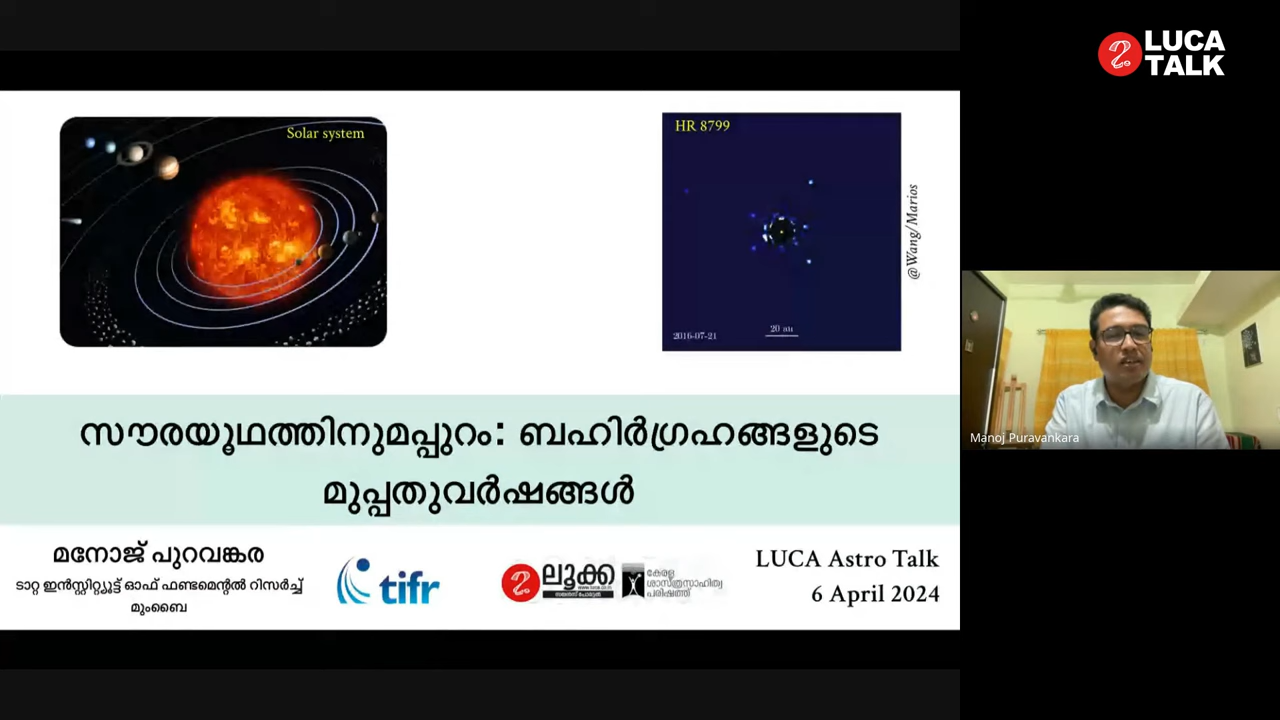 LUCA
TALK
Solar system
HR 8799
@Wang/Marios
2016-07-21
20 au
സൗരയൂഥത്തിനുമപ്പുറം: ബഹിർഗ്രഹങ്ങളുടെ
മുപ്പതുവർഷങ്ങൾ
മനോജ് പുറവങ്കര
ടാറ്റ ഇൻസ്റ്റിറ്റ്യൂട്ട് ഓഫ് ഫണ്ടമെന്റൽ റിസർച്ച്
മുംബൈ
tifr
ലൂക്ക
കേരള
ശാസ്ത്രസാഹിത്യ
പരിഷത്ത്
LUCA Astro Talk
6 April 2024
Manoj Puravankara